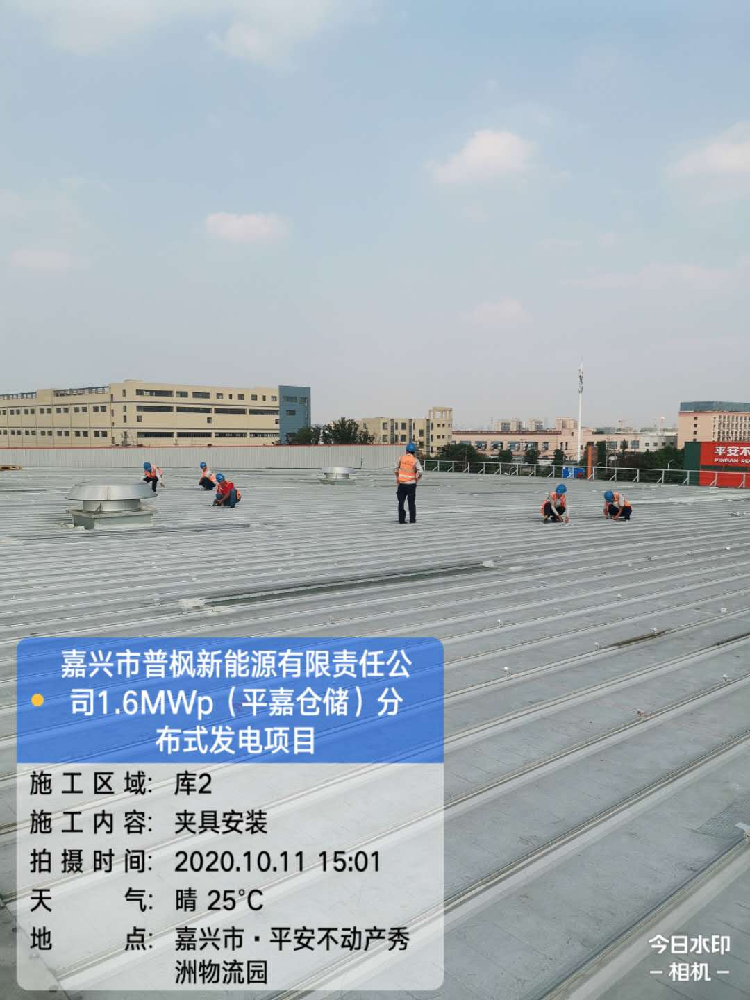 平安不
PINGAN REA
嘉兴市普枫新能源有限责任公
司1.6MWp（平嘉仓储）分
布式发电项目
施工区域: 库2
施工内容: 夹具安装
拍摄时间: 2020.10.11 15:01
天气: 晴 25°C
地点: 嘉兴市·平安不动产秀
洲物流园
今日水印
-相机-